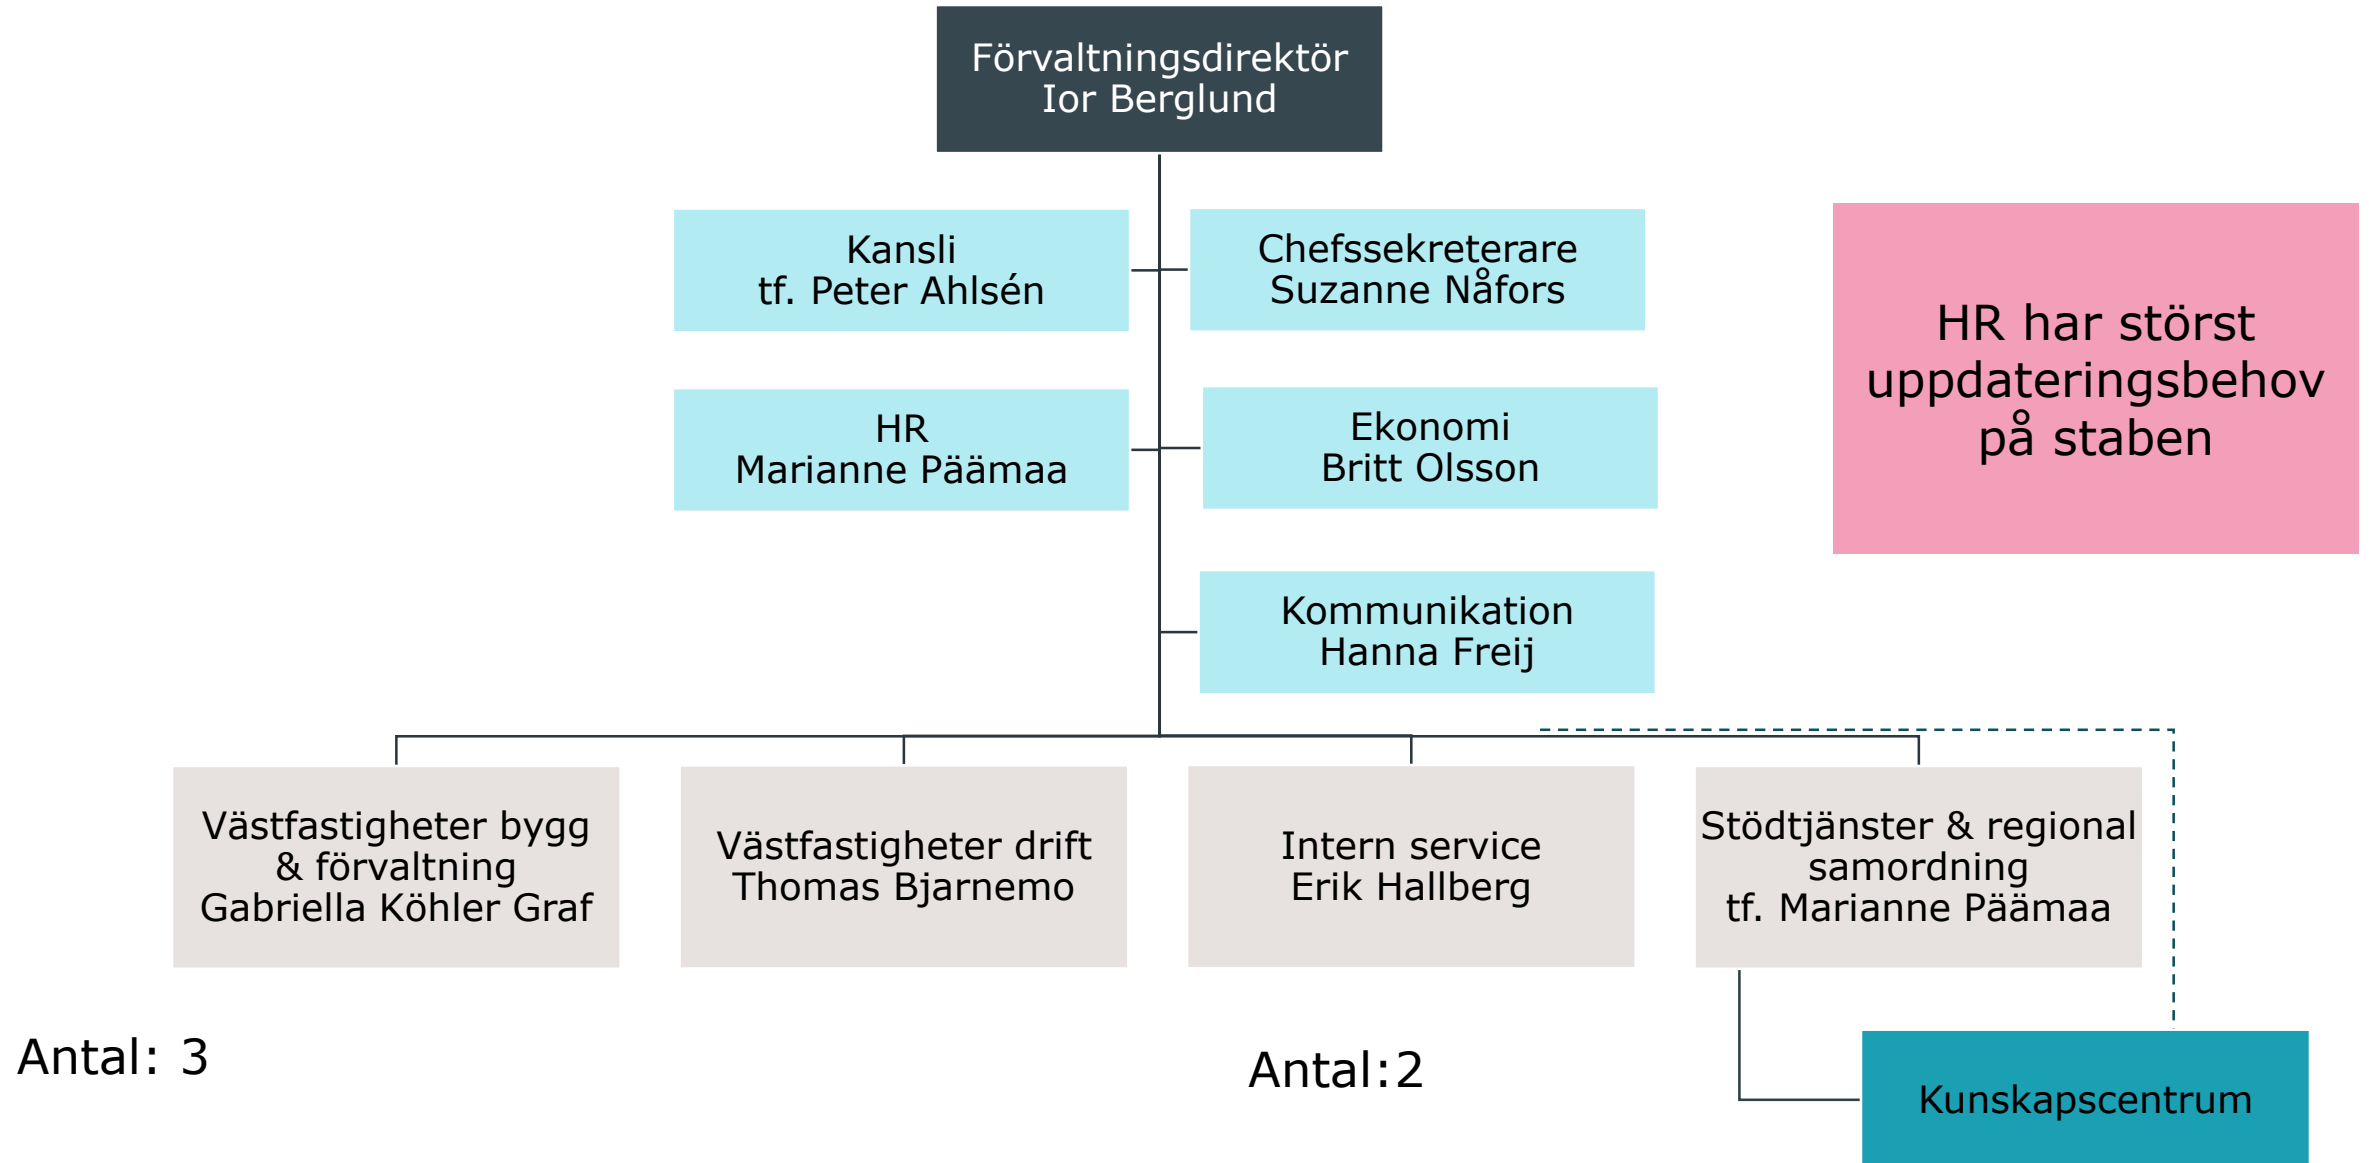 Förvaltningsdirektör
Ior Berglund
Kansli
tf. Peter Ahlsén
Chefssekreterare
Suzanne Nåfors
HR har störst
uppdateringsbehov
på staben
HR
Marianne Päämaa
Ekonomi
Britt Olsson
Kommunikation
Hanna Freij
Västfastigheter bygg
& förvaltning
Gabriella Köhler Graf
Västfastigheter drift
Thomas Bjarnemo
Intern service
Erik Hallberg
Stödtjänster & regional
samordning
tf. Marianne Päämaa
Antal: 3
Antal:2
Kunskapscentrum